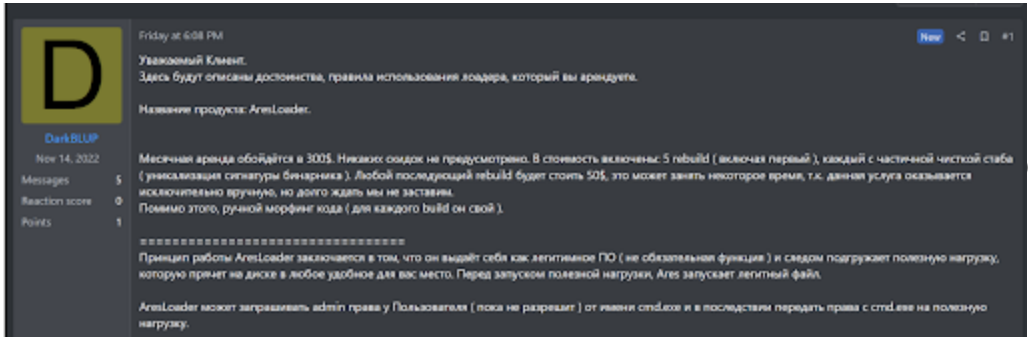 D
Friday at 6:08 PM
New
#1
Уважаемый Клиент.
Здесь будут описаны достоинства, правила использования лоадера, который вы арендуете.
Название продукта: AresLoader.
DarkBLUP
Nov 14, 2022
Messages 5
Reaction score 0
Points 1
Месячная аренда обойдётся в 300$. Никаких скидок не предусмотрено. В стоимость включены: 5 rebuild ( включая первый ), каждый с частичной чисткой стаба
( уникализация сигнатуры бинарника ). Любой последующий rebuild будет стоить 50$, это может занять некоторое время, т.к. данная услуга оказывается
исключительно вручную, но долго ждать мы не заставим.
Помимо этого, ручной морфинг кода ( для каждого build он свой ).
=================================
Принцип работы AresLoader заключается в том, что он выдаёт себя как легитимное ПО ( не обязательная функция ) и следом подгружает полезную нагрузку,
которую прячет на диске в любое удобное для вас место. Перед запуском полезной нагрузки, Ares запускает легитный файл.
AresLoader может запрашивать admin права у Пользователя ( пока не разрешит ) от имени cmd.exe и в последствии передать права с cmd.exe на полезную
нагрузку.